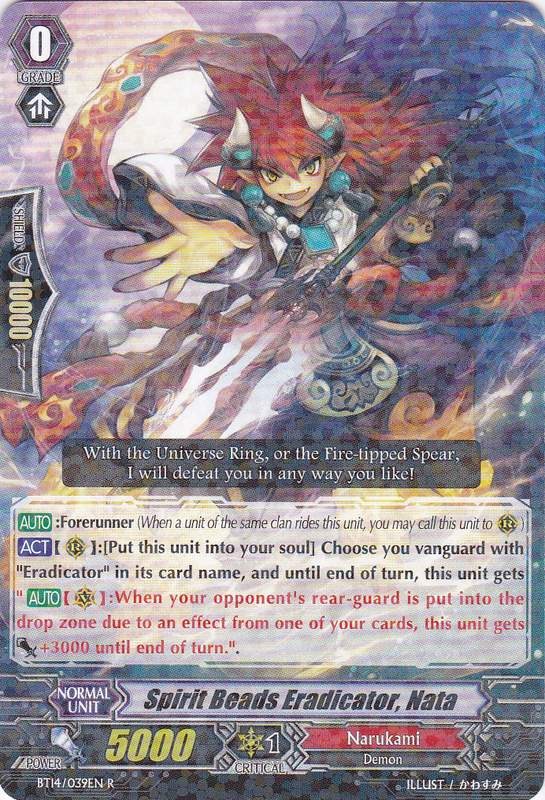 0
GRADE
SHIELD
10000
With the Universe Ring, or the Fire-tipped Spear,
I will defeat you in any way you like!
AUTO :Forerunner (When a unit of the same clan rides this unit, you may call this unit to R)
ACT [ R ]:[Put this unit into your soul] Choose you vanguard with
"Eradicator" in its card name, and until end of turn, this unit gets
" AUTO [ V ] :When your opponent's rear-guard is put into the
drop zone due to an effect from one of your cards, this unit gets
+3000 until end of turn.".
NORMAL
UNIT
Spirit Beads Eradicator, Nata
POWER
5000
1
CRITICAL
Narukami
Demon
BT14/039EN R
ILLUST / かわすみ